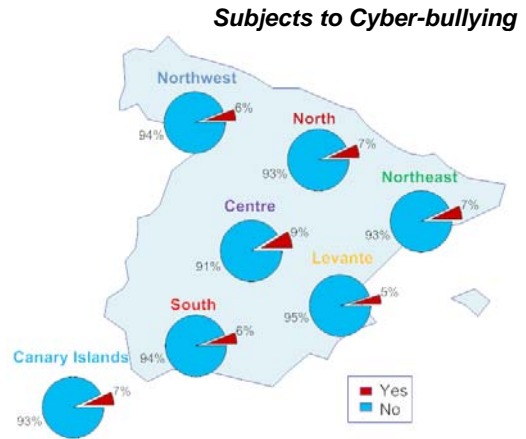 Subjects to Cyber-bullying
Northwest
6%
94%
North
7%
93%
Northeast
7%
93%
Centre
9%
91%
Levante
5%
95%
South
6%
94%
Canary Islands
7%
93%
Yes
No